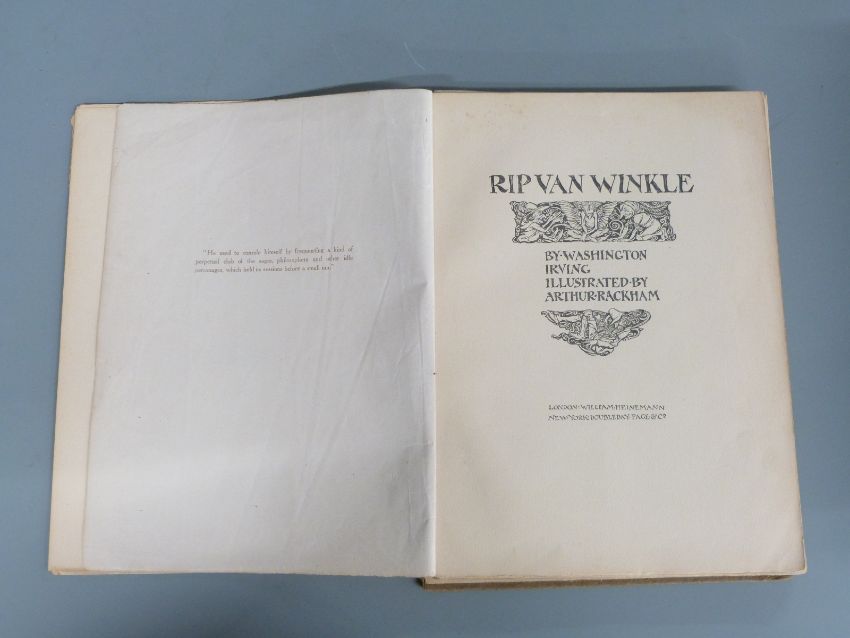 "He used to console himself by frequenting a kind of
perpetual club of the sages, philosophers and other idle
personages, which held its sessions before a small inn."
RIP VAN WINKLE
BY·WASHINGTON
IRVING
ILLUSTRATED·BY
ARTHUR·RACKHAM
LONDON·WILLIAM·HEINEMANN
NEW·YORK·DOUBLEDAY·PAGE·&·Cº